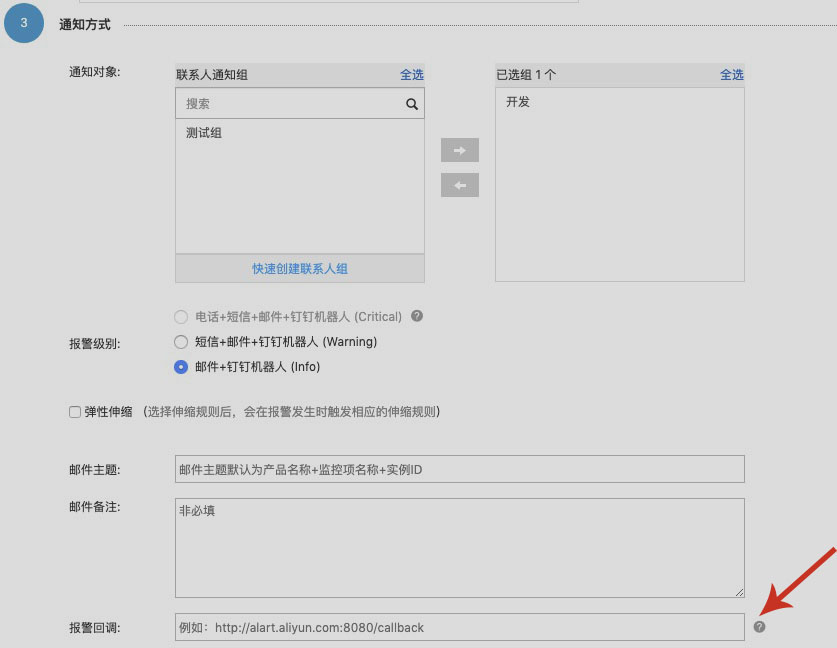 3 通知方式
通知对象:
联系人通知组 全选
已选组 1 个 全选
搜索
开发
测试组
快速创建联系人组
报警级别:
电话+短信+邮件+钉钉机器人 (Critical) ?
短信+邮件+钉钉机器人 (Warning)
邮件+钉钉机器人 (Info)
弹性伸缩 （选择伸缩规则后，会在报警发生时触发相应的伸缩规则)
邮件主题: 邮件主题默认为产品名称+监控项名称+实例ID
邮件备注: 非必填
报警回调: 例如：http://alart.aliyun.com:8080/callback ?